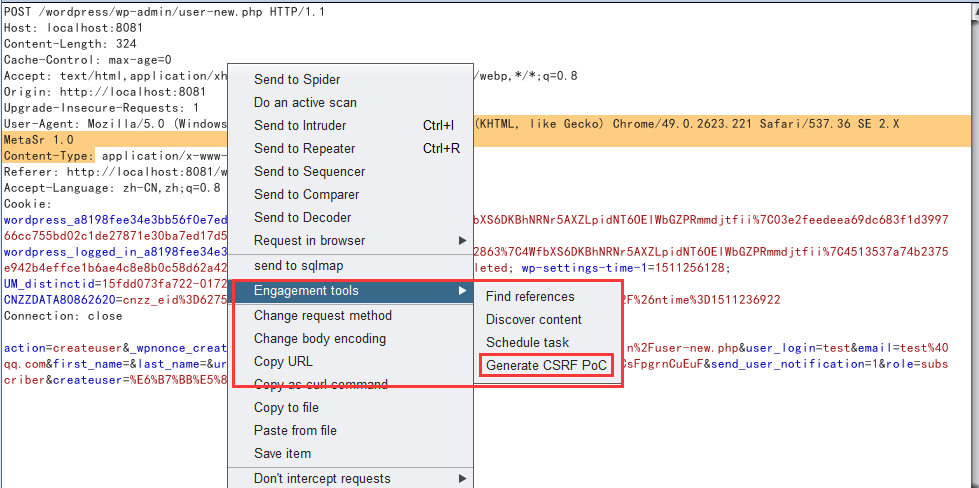 POST /wordpress/wp-admin/user-new.php HTTP/1.1
Host: localhost:8081
Content-Length: 324
Cache-Control: max-age=0
Accept: text/html,application/xh /webp,*/*;q=0.8
Origin: http://localhost:8081
Upgrade-Insecure-Requests: 1
User-Agent: Mozilla/5.0 (Windows (KHTML, like Gecko) Chrome/49.0.2623.221 Safari/537.36 SE 2.X
MetaSr 1.0
Content-Type: application/x-www-
Referer: http://localhost:8081/w
Accept-Language: zh-CN,zh;q=0.8
Cookie:
wordpress_a8198fee34e3bb56f0e7ed bXS6DKBhNRNr5AXZLpidNT6OElWbGZPRmmdjtfii%7C03e2feedeea69dc683f1d3997
66cc755bd02c1de27871e30ba7ed17d5
wordpress_logged_in_a8198fee34e3 2863%7C4WfbXS6DKBhNRNr5AXZLpidNT6OElWbGZPRmmdjtfii%7C4513537a74b2375
e942b4effce1b6ae4c8e8b0c58d62a42 leted; wp-settings-time-1=1511256128;
UM_distinctid=15fdd073fa722-0172
CNZZDATA80862620=cnzz_eid%3D6275 2F%26ntime%3D1511236922
Connection: close
action=createuser&_wpnonce_creat n%2Fuser-new.php&user_login=test&email=test%40
qq.com&first_name=&last_name=&ur CsFpgrnCuEuF&send_user_notification=1&role=subs
criber&createuser=%E6%B7%BB%E5%8
Send to Spider
Do an active scan
Send to Intruder Ctrl+I
Send to Repeater Ctrl+R
Send to Sequencer
Send to Comparer
Send to Decoder
Request in browser
send to sqlmap
Engagement tools
Change request method
Change body encoding
Copy URL
Copy as curl command
Copy to file
Paste from file
Save item
Don't intercept requests
Find references
Discover content
Schedule task
Generate CSRF PoC